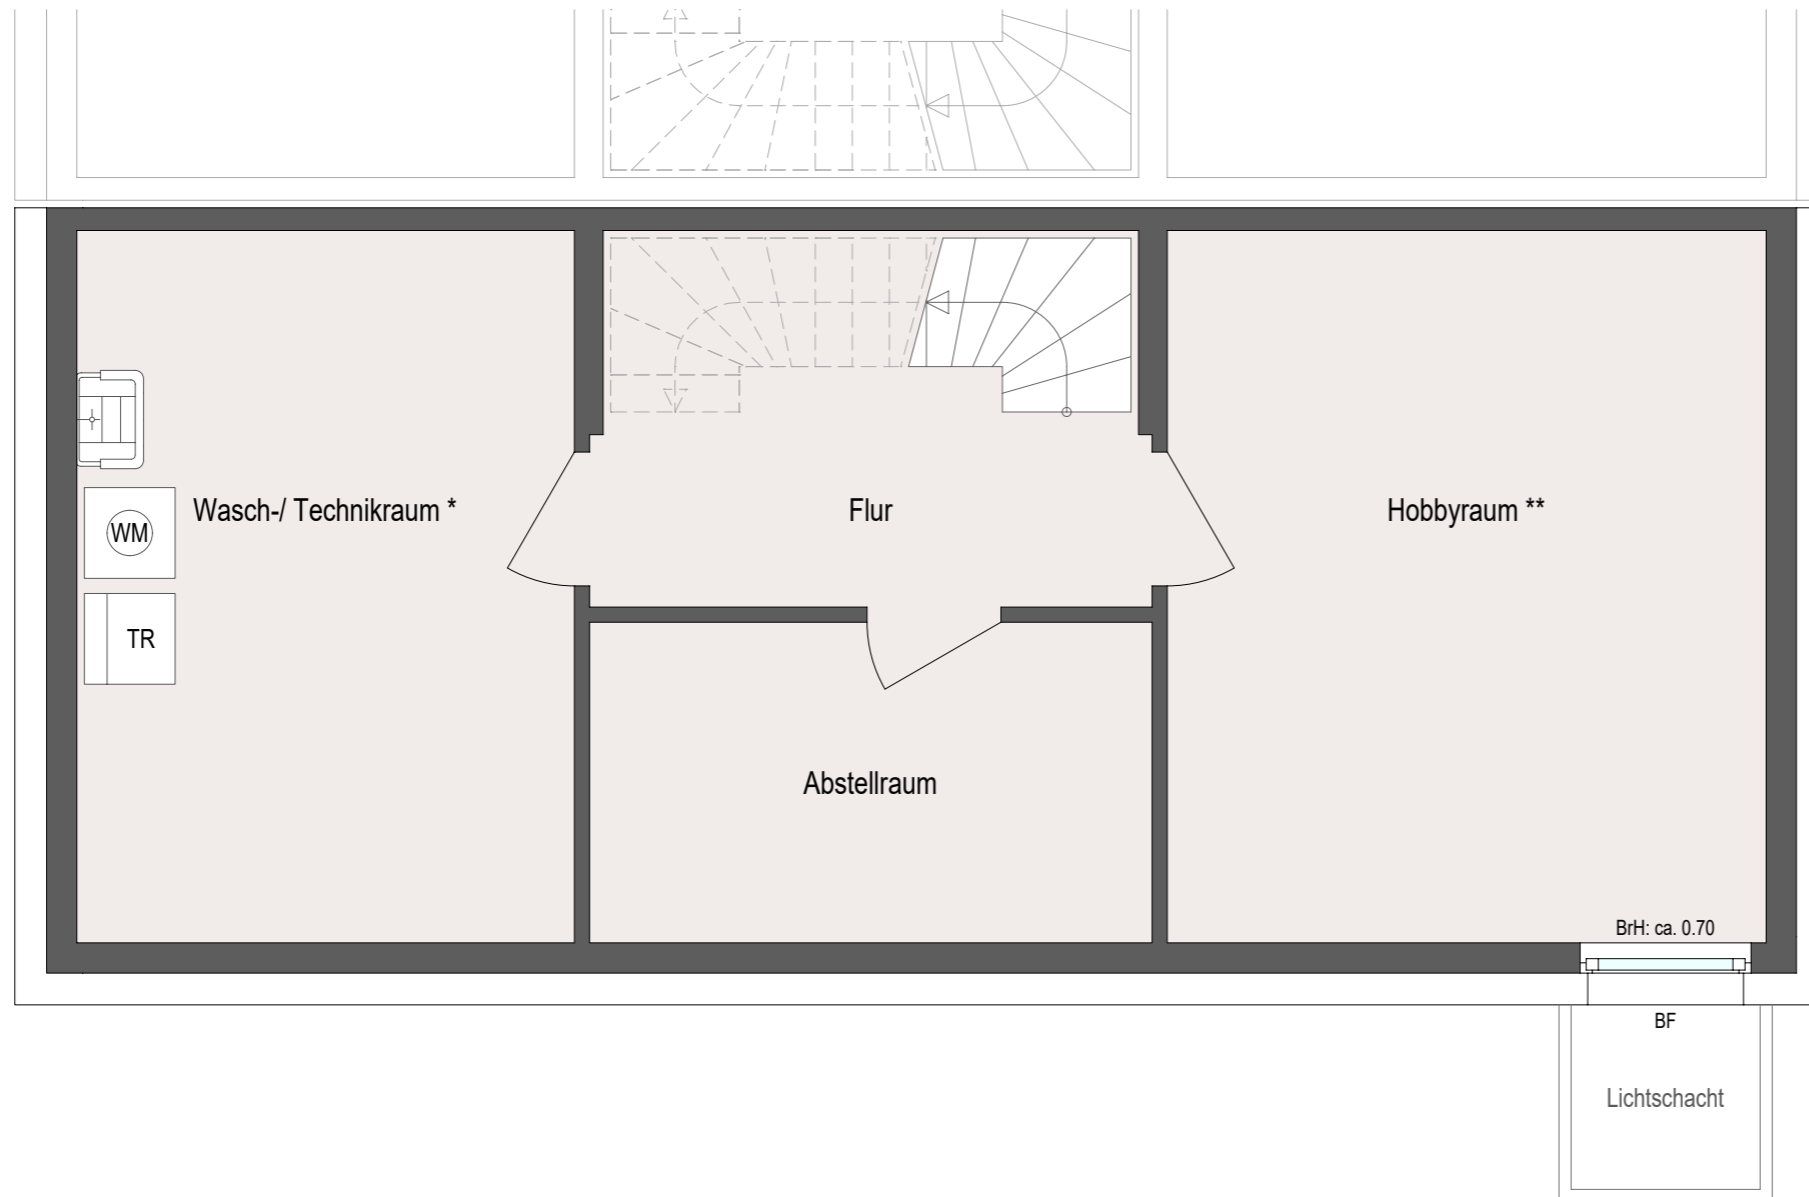 Wasch-/ Technikraum *
Flur
Hobbyraum **
WM
TR
Abstellraum
BrH: ca. 0.70
BF
Lichtschacht